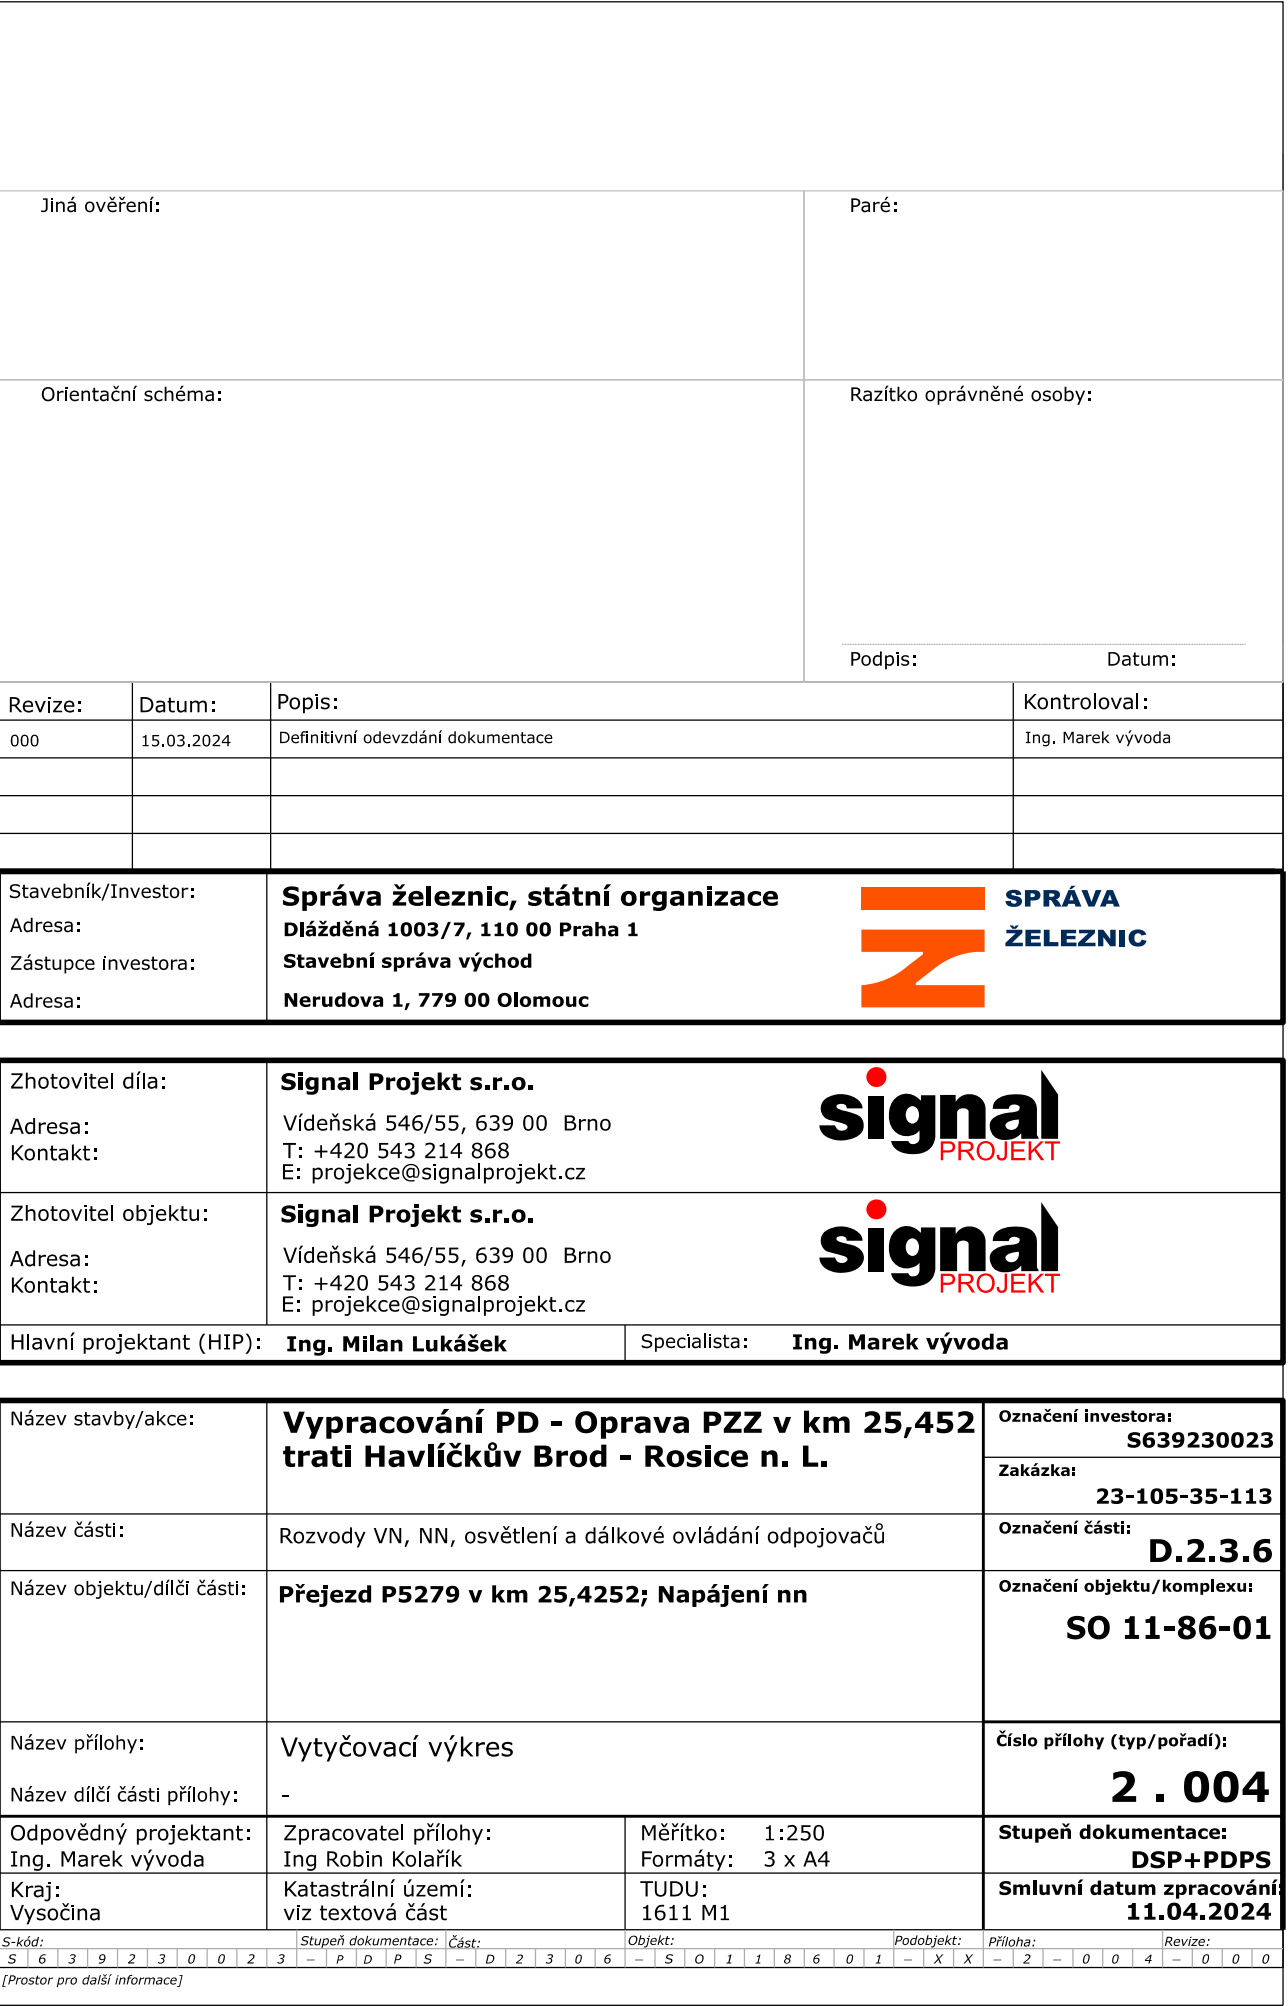 Jiná ověření: Paré:
Orientační schéma: Razítko oprávněné osoby:
Podpis: Datum:
Revize: Datum: Popis: Kontroloval:
000 15.03.2024 Definitivní odevzdání dokumentace Ing. Marek vývoda
Stavebník/Investor: Správa železnic, státní organizace
Adresa: Dlážděná 1003/7, 110 00 Praha 1
Zástupce investora: Stavební správa východ
Adresa: Nerudova 1, 779 00 Olomouc
SPRÁVA
ŽELEZNIC
Zhotovitel díla: Signal Projekt s.r.o.
Adresa: Vídeňská 546/55, 639 00 Brno
Kontakt: T: +420 543 214 868
E: projekce@signalprojekt.cz
signal
PROJEKT
Zhotovitel objektu: Signal Projekt s.r.o.
Adresa: Vídeňská 546/55, 639 00 Brno
Kontakt: T: +420 543 214 868
E: projekce@signalprojekt.cz
signal
PROJEKT
Hlavní projektant (HIP): Ing. Milan Lukášek Specialista: Ing. Marek vývoda
Název stavby/akce: Vypracování PD - Oprava PZZ v km 25,452
trati Havlíčkův Brod - Rosice n. L.
Označení investora:
S639230023
Zakázka:
23-105-35-113
Název části: Rozvody VN, NN, osvětlení a dálkové ovládání odpojovačů
Označení části:
D.2.3.6
Název objektu/dílči části: Přejezd P5279 v km 25,4252; Napájení nn
Označení objektu/komplexu:
SO 11-86-01
Název přílohy: Vytyčovací výkres
Název dílčí části přílohy: -
Číslo přílohy (typ/pořadí):
2 . 004
Odpovědný projektant: Zpracovatel přílohy: Měřítko: 1:250 Stupeň dokumentace:
Ing. Marek vývoda Ing Robin Kolařík Formáty: 3 x A4 DSP+PDPS
Kraj: Katastrální území: TUDU: Smluvní datum zpracování:
Vysočina viz textová část 1611 M1 11.04.2024
S-kód: Stupeň dokumentace: Část: Objekt: Podobjekt: Příloha: Revize:
S 6 3 9 2 3 0 0 2 3 – P D P S – D 2 3 0 6 – S O 1 1 8 6 0 1 – X X – 2 – 0 0 4 – 0 0 0
[Prostor pro další informace]